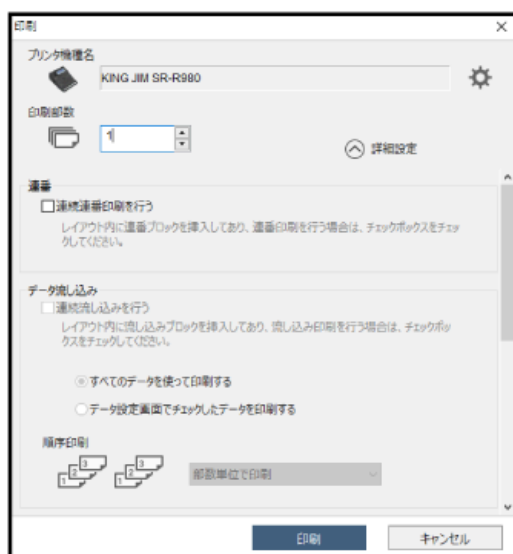 印刷
プリンタ機種名
KING JIM SR-R980
印刷部数
1
詳細設定
連番
連続連番印刷を行う
レイアウト内に連番ブロックを挿入してあり、連番印刷を行う場合は、チェックボックスをチェッ
クしてください。
データ流し込み
連続流し込みを行う
レイアウト内に流し込みブロックを挿入してあり、流し込み印刷を行う場合は、チェックボッ
クスをチェックしてください。
すべてのデータを使って印刷する
データ設定画面でチェックしたデータを印刷する
順序印刷
1 2 3 1 2 3
部数単位で印刷
印刷 キャンセル